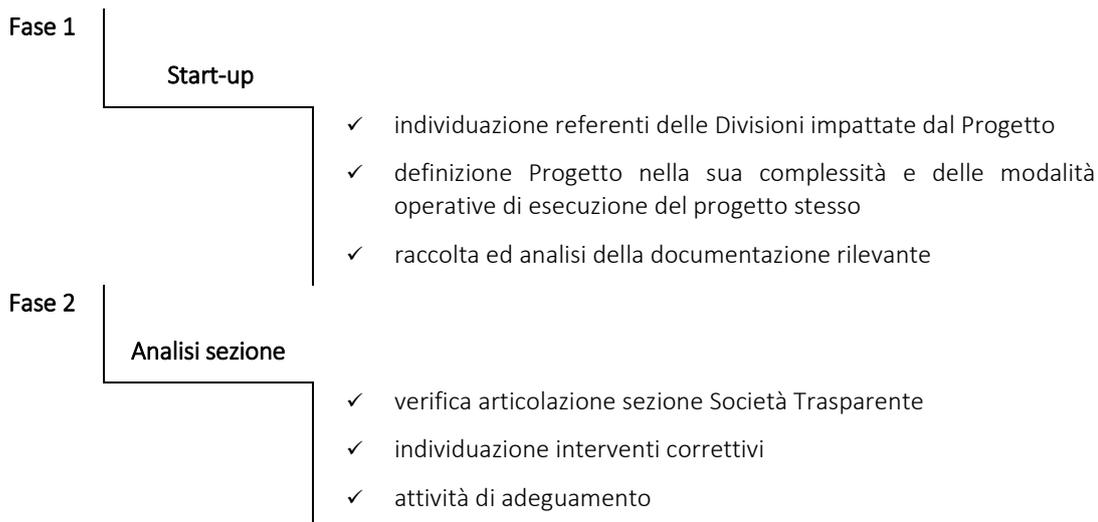 Fase 1
Start-up
✓ individuazione referenti delle Divisioni impattate dal Progetto
✓ definizione Progetto nella sua complessità e delle modalità
operative di esecuzione del progetto stesso
✓ raccolta ed analisi della documentazione rilevante
Fase 2
Analisi sezione
✓ verifica articolazione sezione Società Trasparente
✓ individuazione interventi correttivi
✓ attività di adeguamento